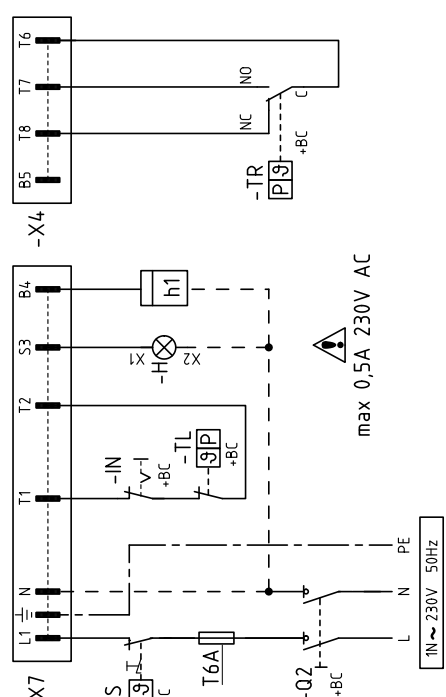 T6
T7
T8
B5
-X4
NO
NC
C
+BC
-TR
P ϑ
B4
S3
T2
T1
N
L1
X7
h1
X1
X2
-H
-IN
+BC
-TL
ϑ P
+BC
max 0,5A 230V AC
S
ϑ
C
T6A
-Q2
+BC
PE
N
L
1N~ 230V 50Hz